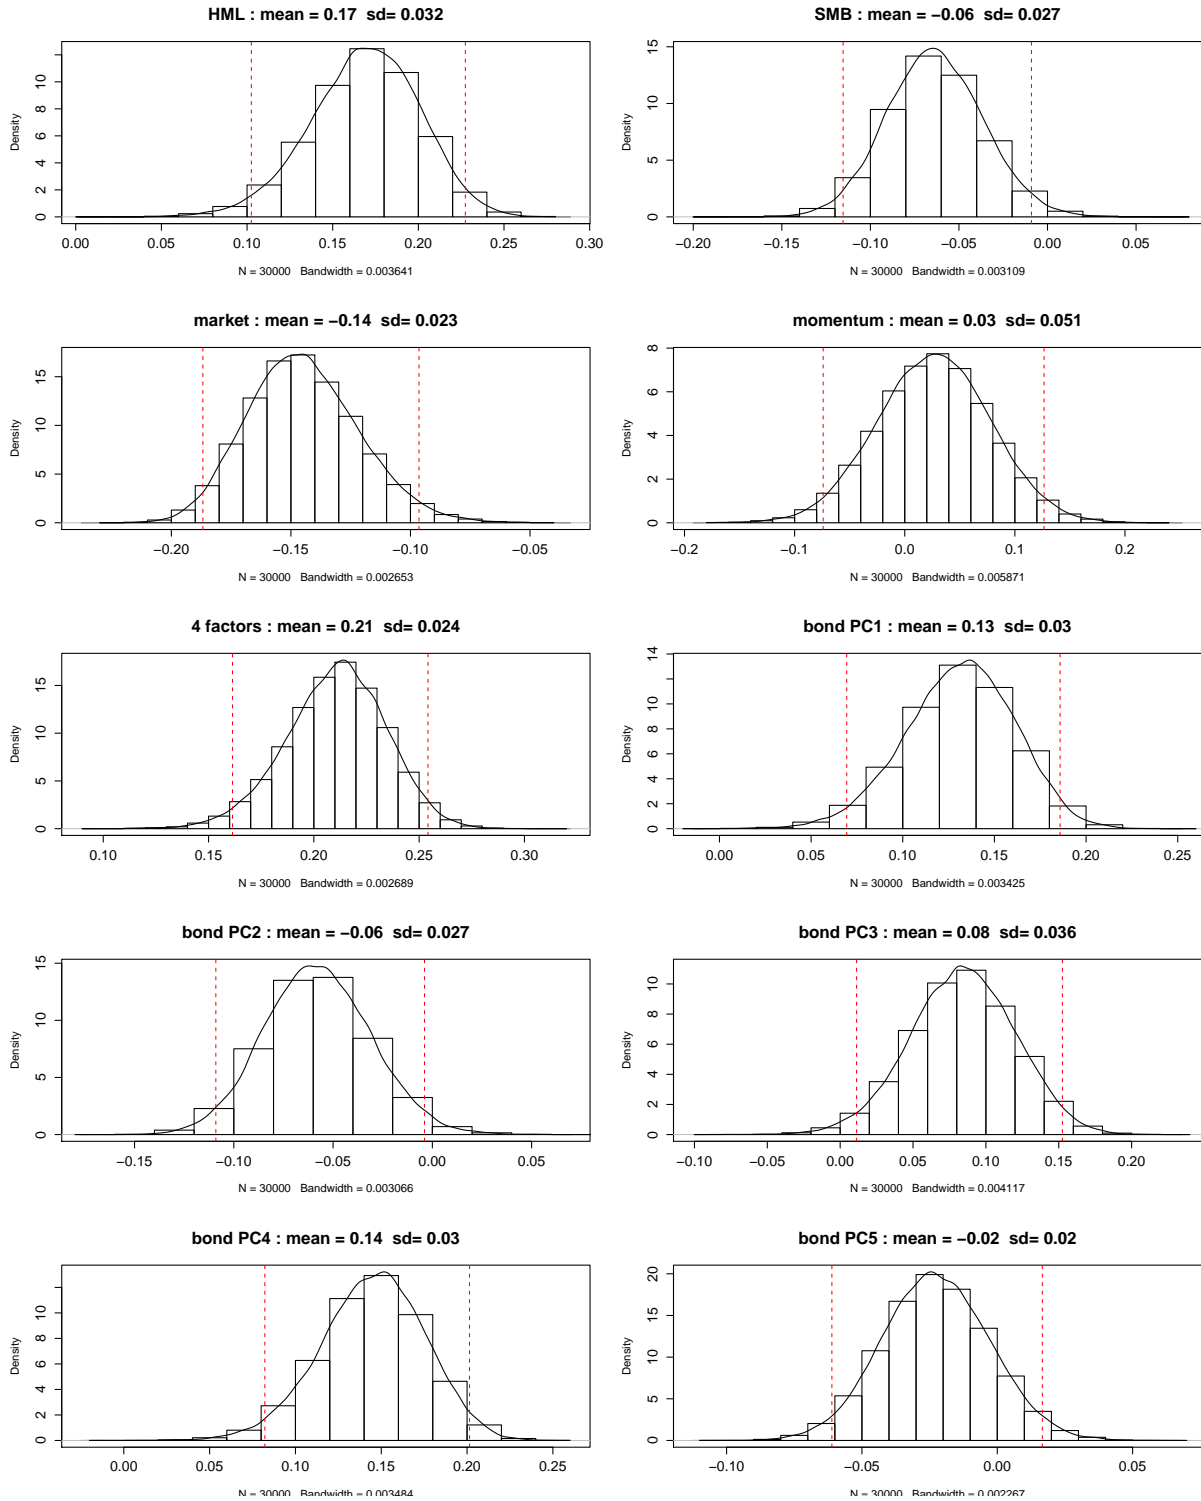 HML : mean = 0.17 sd= 0.032
SMB : mean = −0.06 sd= 0.027
Density
0 2 4 6 8 10
0.00 0.05 0.10 0.15 0.20 0.25 0.30
N = 30000 Bandwidth = 0.003641
Density
0 5 10 15
−0.20 −0.15 −0.10 −0.05 0.00 0.05
N = 30000 Bandwidth = 0.003109
market : mean = −0.14 sd= 0.023
momentum : mean = 0.03 sd= 0.051
Density
0 5 10 15
−0.20 −0.15 −0.10 −0.05
N = 30000 Bandwidth = 0.002653
Density
0 2 4 6 8
−0.2 −0.1 0.0 0.1 0.2
N = 30000 Bandwidth = 0.005871
4 factors : mean = 0.21 sd= 0.024
bond PC1 : mean = 0.13 sd= 0.03
Density
0 5 10 15
0.10 0.15 0.20 0.25 0.30
N = 30000 Bandwidth = 0.002689
Density
0 2 4 6 8 10 14
0.00 0.05 0.10 0.15 0.20 0.25
N = 30000 Bandwidth = 0.003425
bond PC2 : mean = −0.06 sd= 0.027
bond PC3 : mean = 0.08 sd= 0.036
Density
0 5 10 15
−0.15 −0.10 −0.05 0.00 0.05
N = 30000 Bandwidth = 0.003066
Density
0 2 4 6 8 10
−0.10 −0.05 0.00 0.05 0.10 0.15 0.20
N = 30000 Bandwidth = 0.004117
bond PC4 : mean = 0.14 sd= 0.03
bond PC5 : mean = −0.02 sd= 0.02
Density
0 2 4 6 8 10
0.00 0.05 0.10 0.15 0.20 0.25
N = 30000 Bandwidth = 0.003484
Density
0 5 10 15 20
−0.10 −0.05 0.00 0.05
N = 30000 Bandwidth = 0.002267